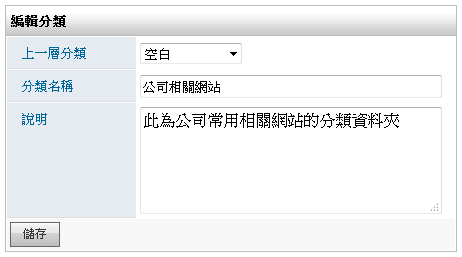 編輯分類
上一層分類 空白
分類名稱 公司相關網站
說明 此為公司常用相關網站的分類資料夾
儲存